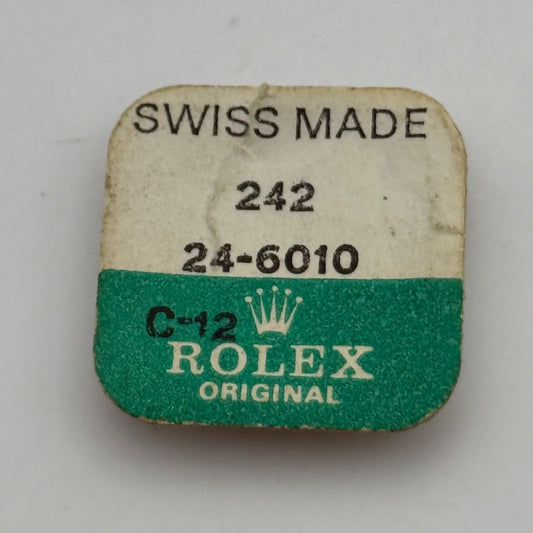 SWISS MADE
242
24-6010
C-12
ROLEX
ORIGINAL